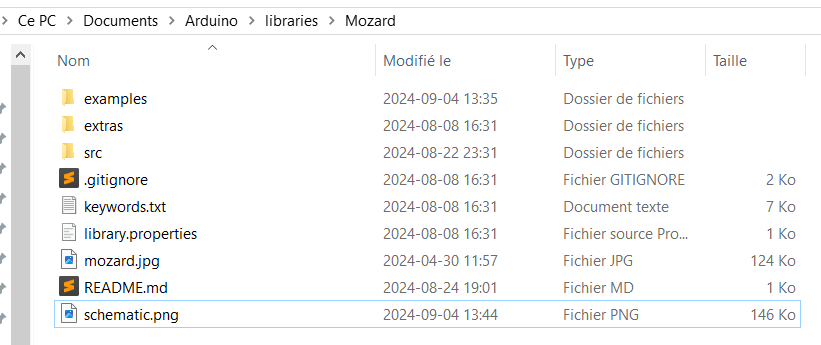 Ce PC > Documents > Arduino > libraries > Mozard
Nom Modifié le Type Taille
examples 2024-09-04 13:35 Dossier de fichiers
extras 2024-08-08 16:31 Dossier de fichiers
src 2024-08-22 23:31 Dossier de fichiers
.gitignore 2024-08-08 16:31 Fichier GITIGNORE 2 Ko
keywords.txt 2024-08-08 16:31 Document texte 7 Ko
library.properties 2024-08-08 16:31 Fichier source Pro... 1 Ko
mozard.jpg 2024-04-30 11:57 Fichier JPG 124 Ko
README.md 2024-08-24 19:01 Fichier MD 1 Ko
schematic.png 2024-09-04 13:44 Fichier PNG 146 Ko